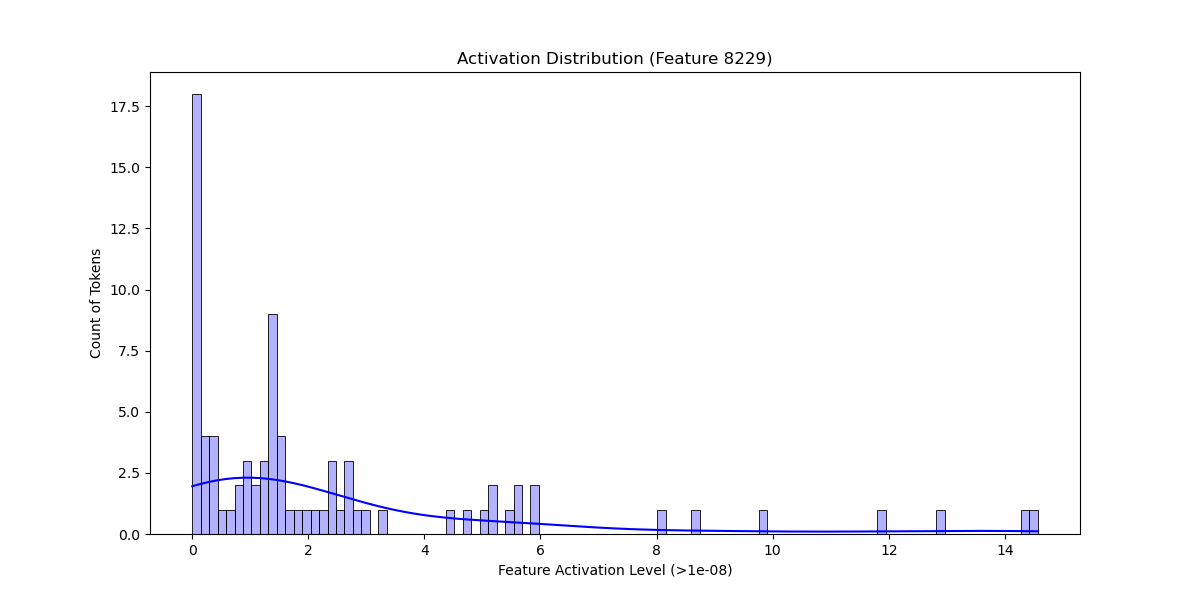 Activation Distribution (Feature 8229)
17.5
15.0
12.5
10.0
7.5
5.0
2.5
0.0
Count of Tokens
0 2 4 6 8 10 12 14
Feature Activation Level (>1e-08)